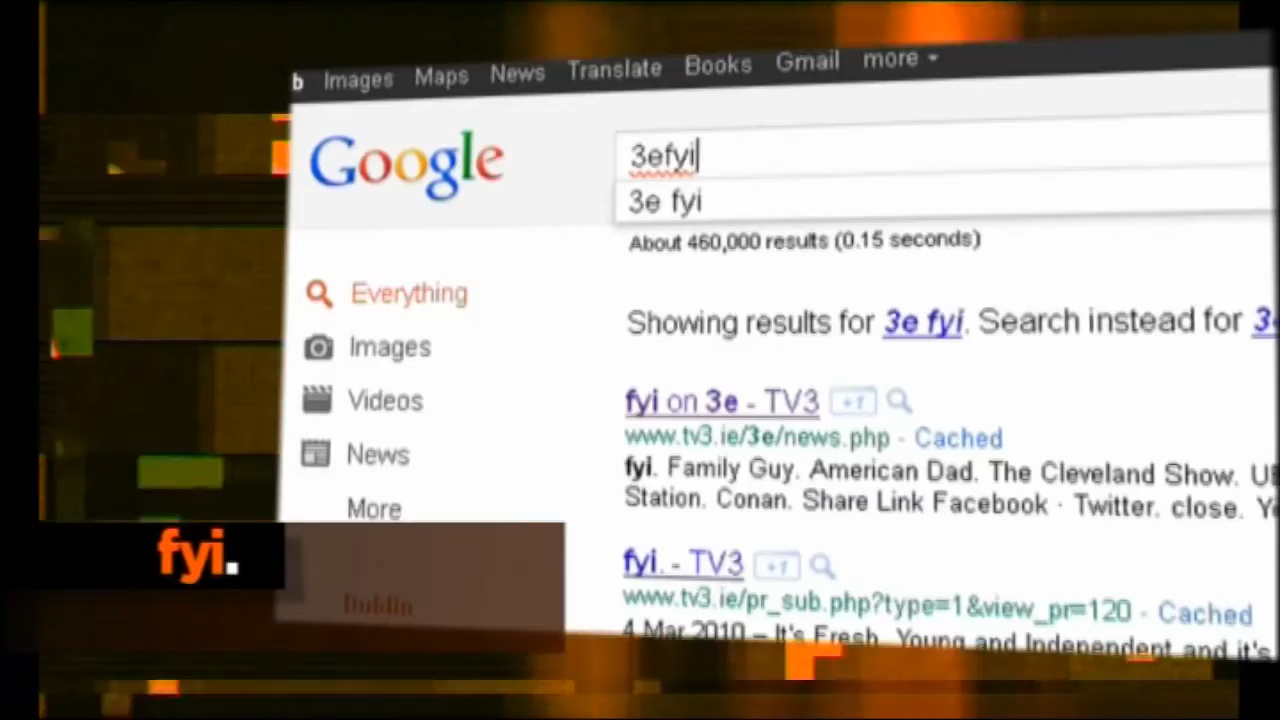 b Images Maps News Translate Books Gmail more
Google
3efyi
3e fyi
About 460,000 results (0.15 seconds)
Everything
Images
Videos
News
More
Dublin
Showing results for 3e fyi. Search instead for
fyi on 3e - TV3 +1
www.tv3.ie/3e/news.php - Cached
fyi. Family Guy. American Dad. The Cleveland Show.
Station. Conan. Share Link Facebook · Twitter. close.
fyi. - TV3 +1
www.tv3.ie/pr_sub.php?type=1&view_pr=120 - Cached
4 Mar 2010 – It's Fresh, Young and Independent and it's
fyi.